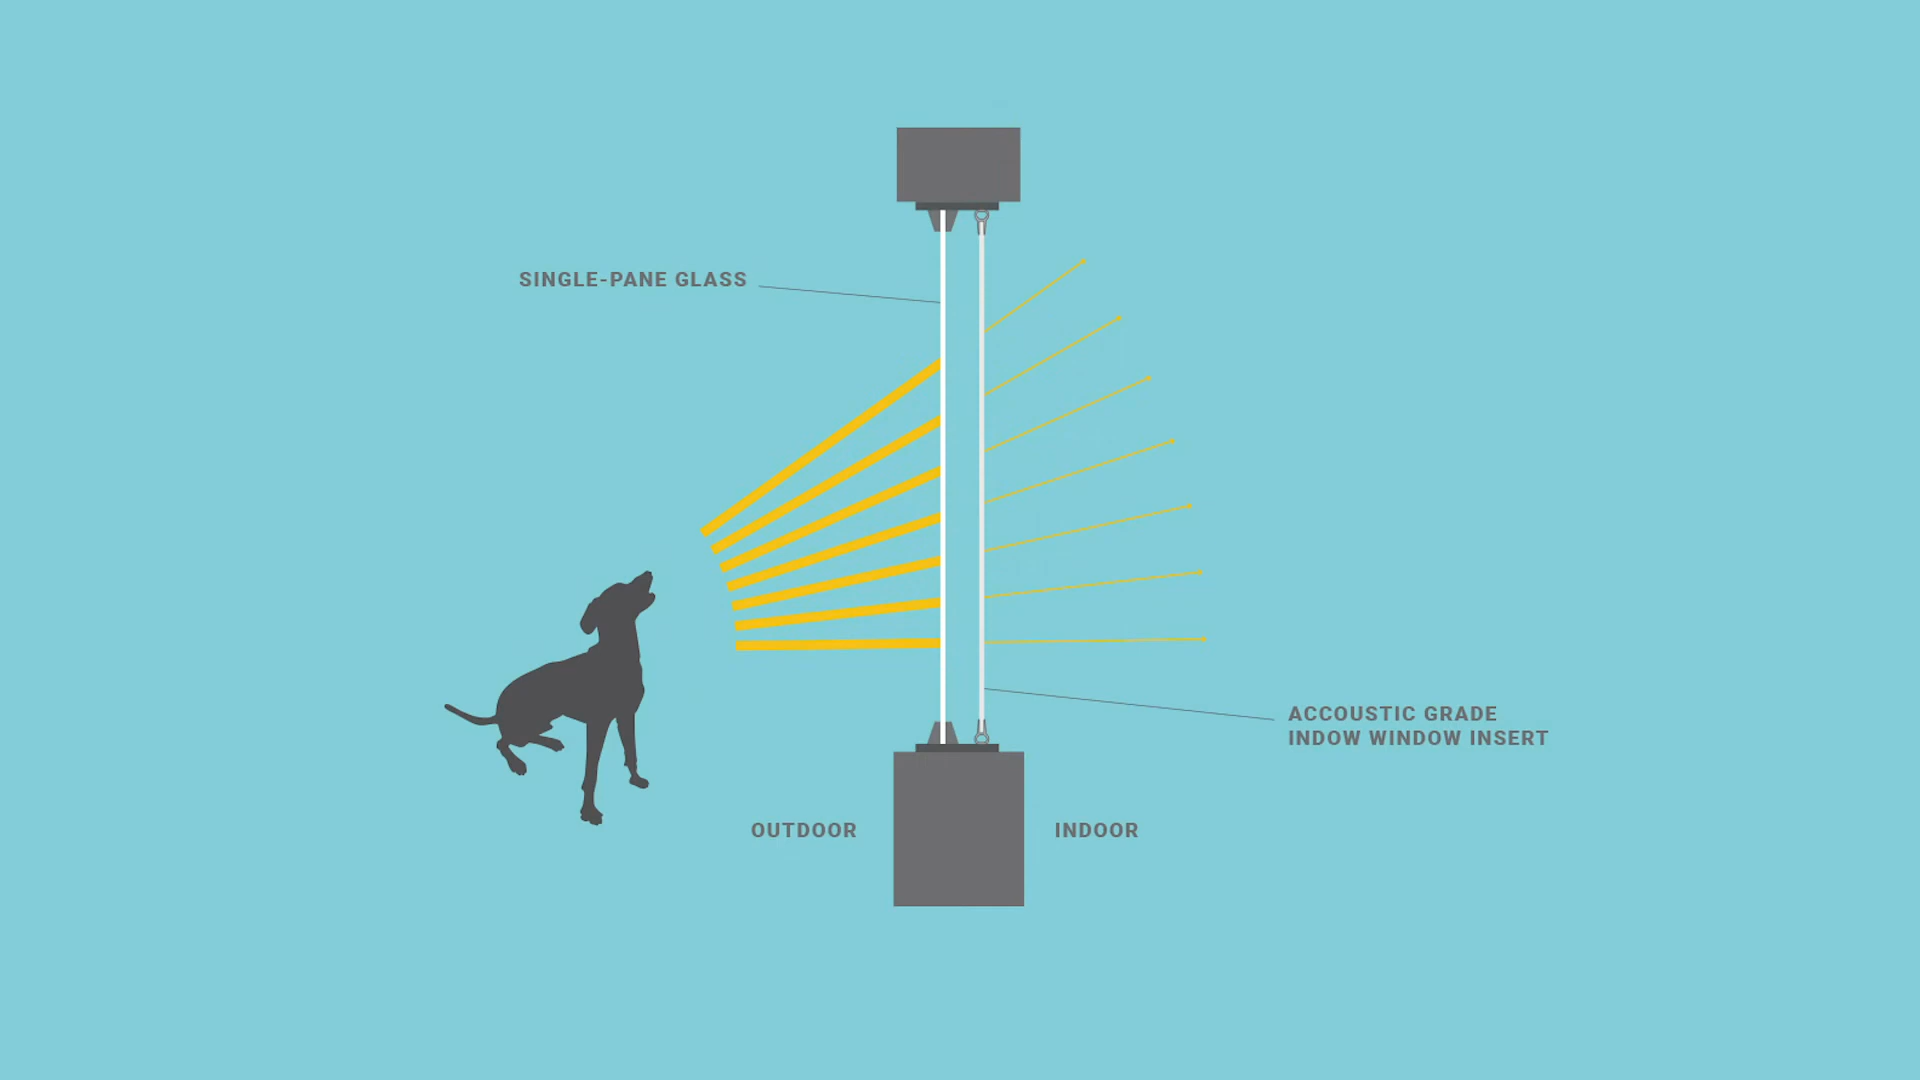 SINGLE-PANE GLASS
ACCOUSTIC GRADE
INDOW WINDOW INSERT
OUTDOOR
INDOOR